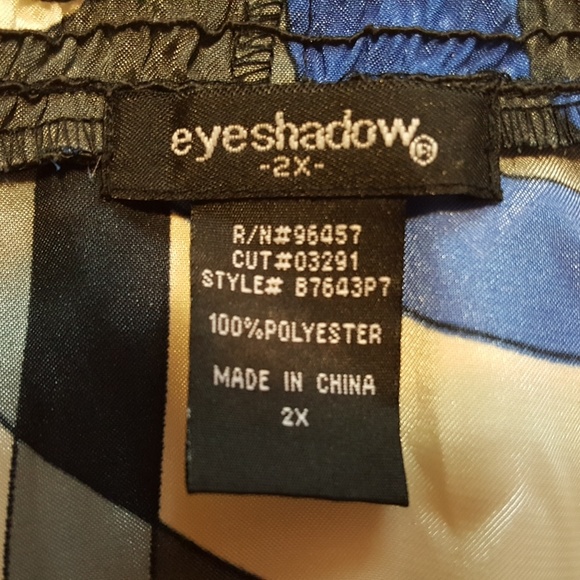 eyeshadow®
-2X-
R/N#96457
CUT#03291
STYLE# B7643P7
100%POLYESTER
MADE IN CHINA
2X